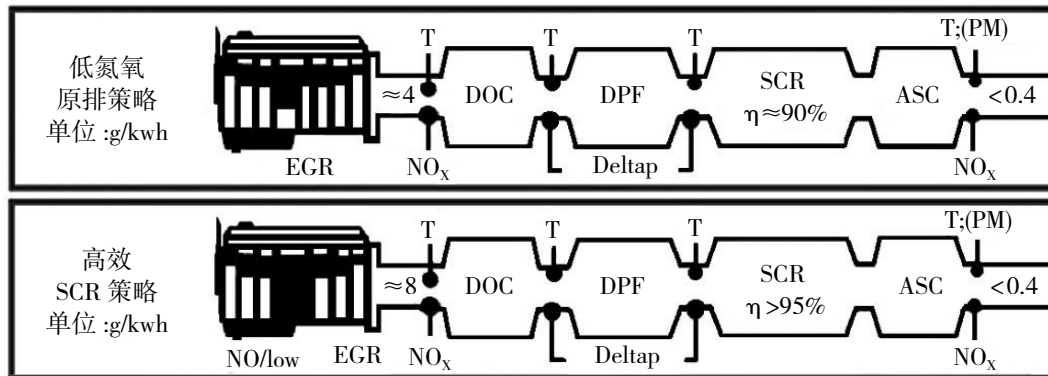 低氮氧
原排策略
单位 :g/kwh
EGR
≈4
T
NOX
DOC
T
DPF
Deltap
T
SCR
η≈90%
ASC
T;(PM)
<0.4
NOX
高效
SCR 策略
单位 :g/kwh
NO/low EGR
≈8
T
NOX
DOC
T
DPF
Deltap
T
SCR
η>95%
ASC
T;(PM)
<0.4
NOX